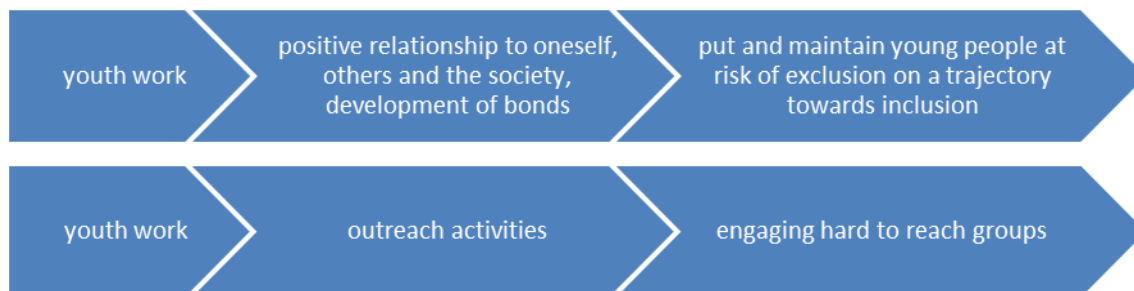 youth work
positive relationship to oneself,
others and the society,
development of bonds
put and maintain young people at
risk of exclusion on a trajectory
towards inclusion
youth work
outreach activities
engaging hard to reach groups